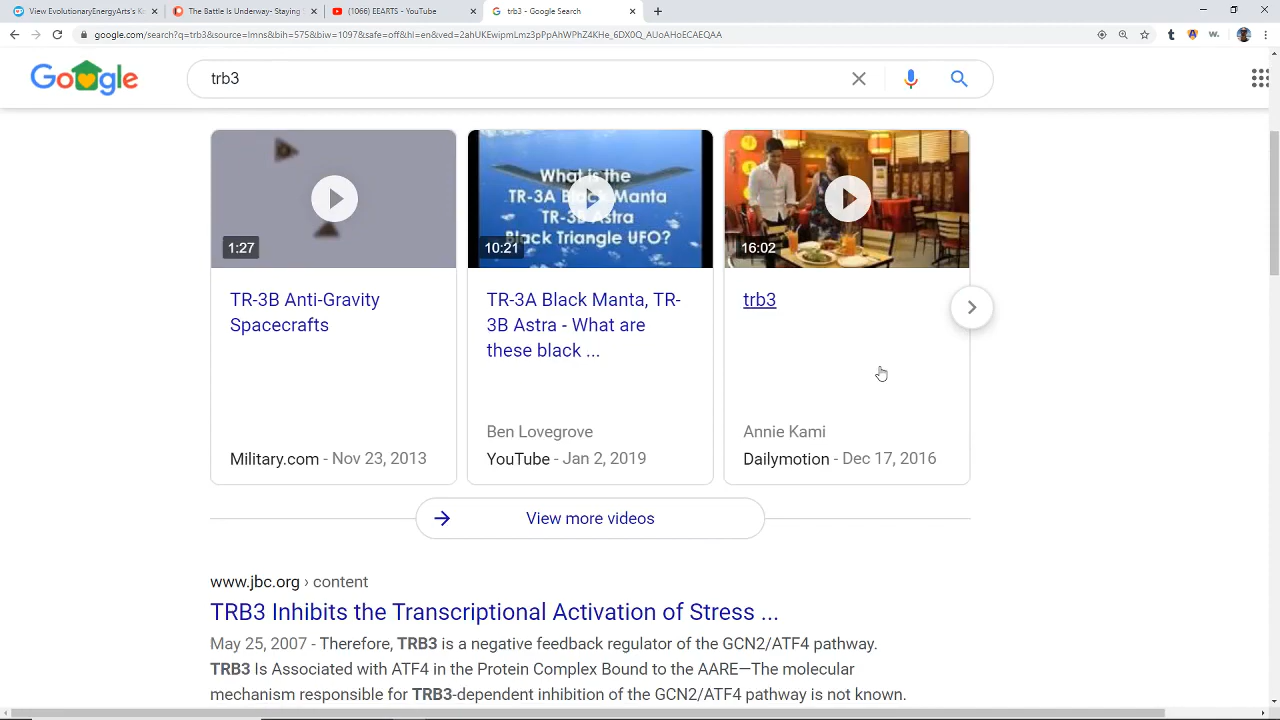 View EvolutionaryEnergyArts's K
The Battle Is Underway- Staying S
(1066) EEARTS - YouTube
trb3 - Google Search
google.com/search?q=trb3&source=lmns&bih=575&biw=1097&safe=off&hl=en&ved=2ahUKEwipmLmz3pPpAhWPhZ4KHe_6DX0Q_AUoAHoECAEQAA
Google
trb3
1:27
What is the
TR-3A Black Manta
TR-3B Astra
Black Triangle UFO?
10:21
16:02
TR-3B Anti-Gravity
Spacecrafts
TR-3A Black Manta, TR-
3B Astra - What are
these black ...
trb3
Ben Lovegrove
Annie Kami
Military.com - Nov 23, 2013
YouTube - Jan 2, 2019
Dailymotion - Dec 17, 2016
View more videos
www.jbc.org › content
TRB3 Inhibits the Transcriptional Activation of Stress ...
May 25, 2007 - Therefore, TRB3 is a negative feedback regulator of the GCN2/ATF4 pathway.
TRB3 Is Associated with ATF4 in the Protein Complex Bound to the AARE—The molecular
mechanism responsible for TRB3-dependent inhibition of the GCN2/ATF4 pathway is not known.